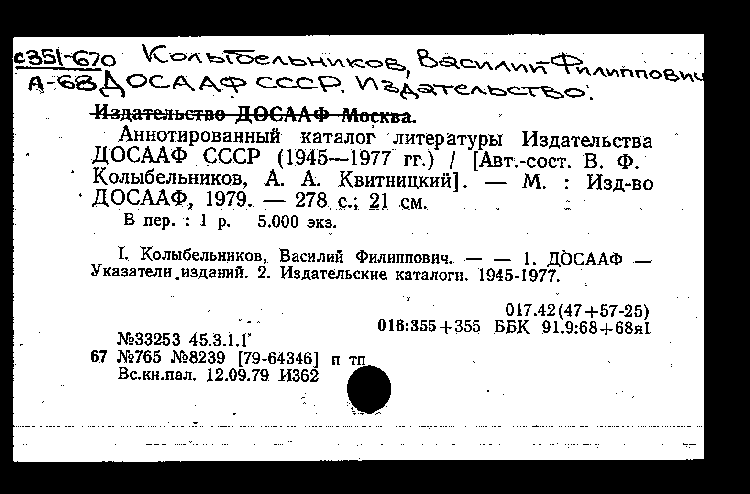 с351-670 Колыбельников, Василий Филиппович
А-68 ДОСААФ СССР. Издательство.
Издательство ДОСААФ Москва.
Аннотированный каталог литературы Издательства
ДОСААФ СССР (1945—1977 гг.) / [Авт.-сост. В. Ф.
Колыбельников, А. А. Квитницкий]. — М. : Изд-во
ДОСААФ, 1979. — 278 с.; 21 см.
В пер. : 1 р. 5.000 экз.
I. Колыбельников, Василий Филиппович. — — 1. ДОСААФ —
Указатели изданий. 2. Издательские каталоги. 1945-1977.
017.42(47+57-25)
016:355+355 ББК 91.9:68+68яI
№33253 45.3.1.1
67 №765 №8239 [79-64346] п тп
Вс.кн.пал. 12.09.79 И362